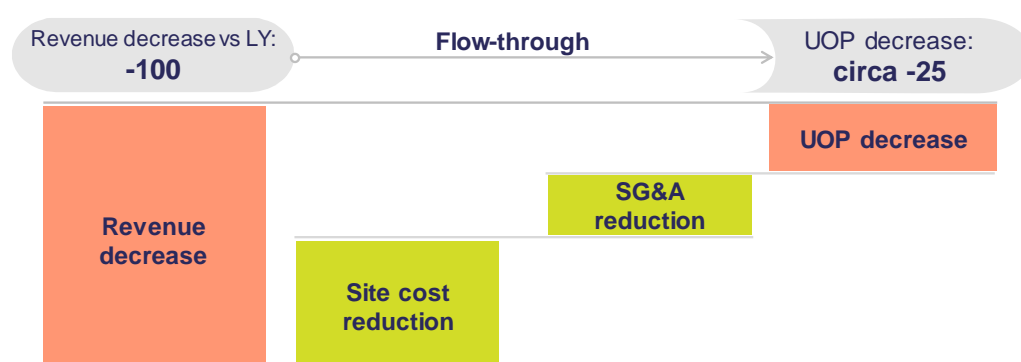 Revenue decrease vs LY:
-100
Flow-through
UOP decrease:
circa -25
Revenue
decrease
Site cost
reduction
SG&A
reduction
UOP decrease